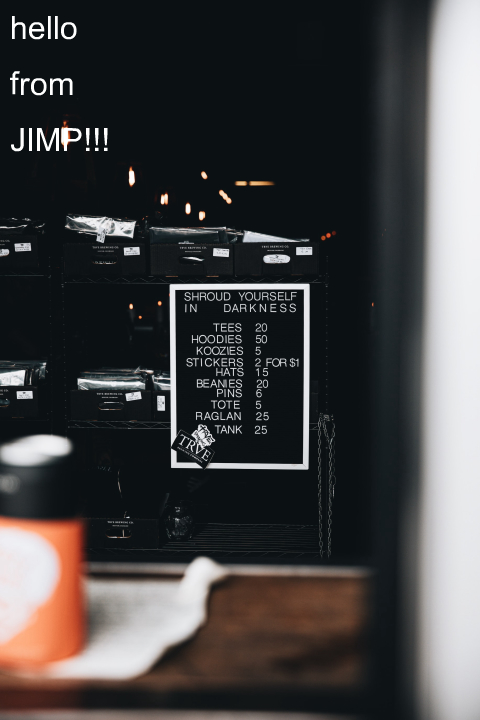 hello
from
JIMP!!!
SHROUD YOURSELF
IN DARKNESS
TEES 20
HOODIES 50
KOOZIES 5
STICKERS 2 FOR $1
HATS 15
BEANIES 20
PINS 6
TOTE 5
RAGLAN 25
TANK 25
TRVE